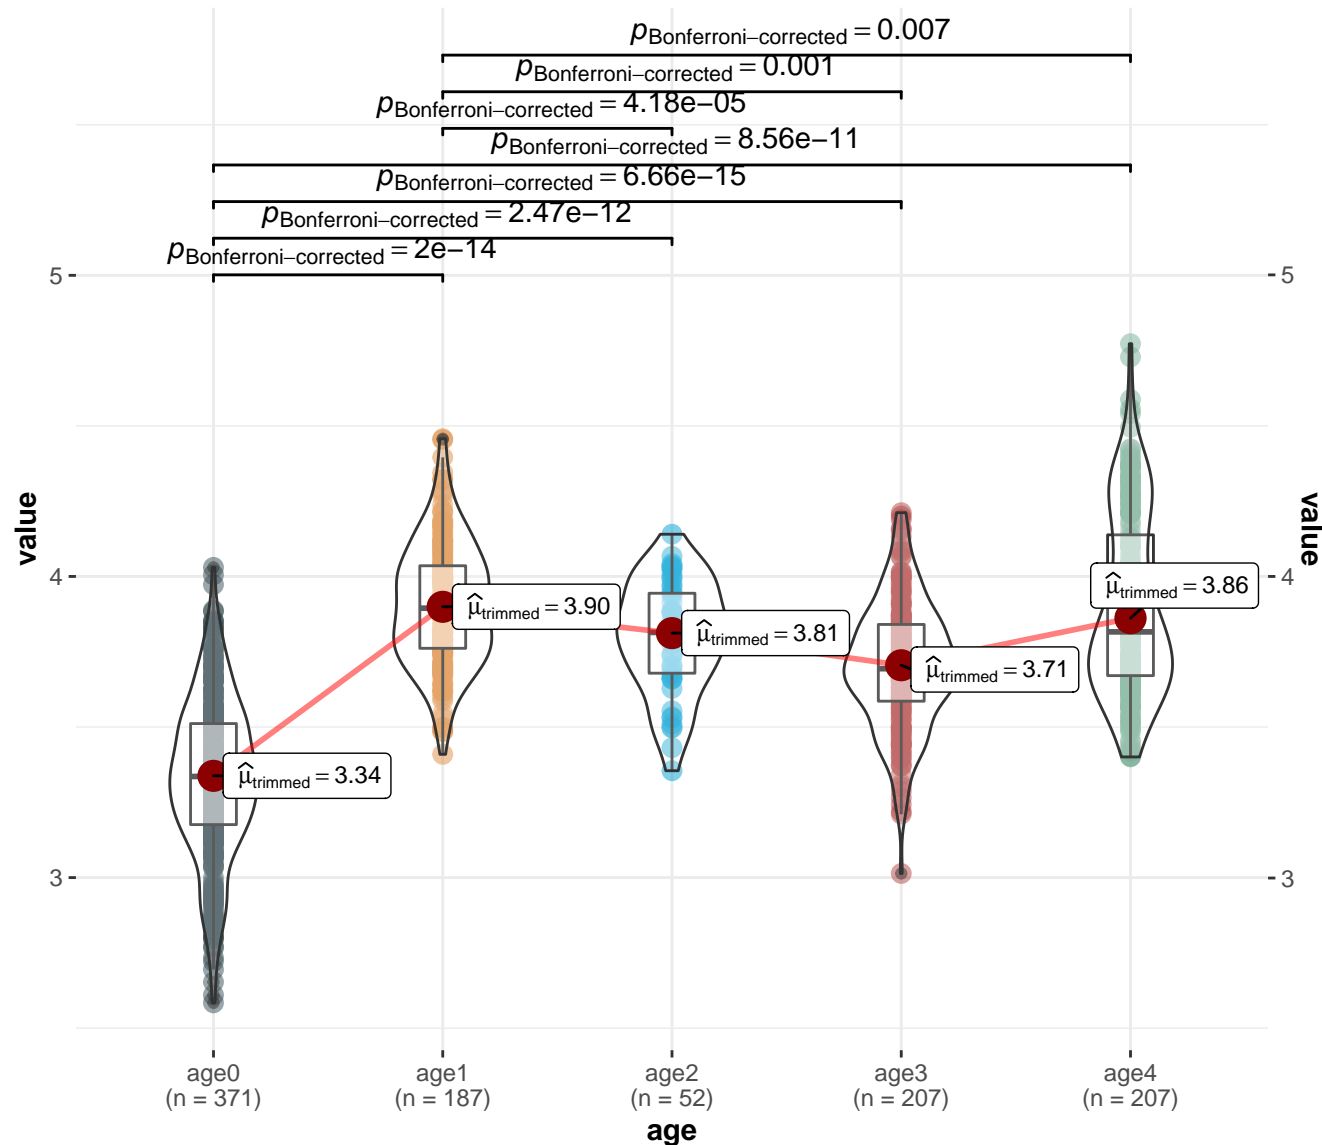 pBonferroni−corrected = 0.007
pBonferroni−corrected = 0.001
pBonferroni−corrected = 4.18e−05
pBonferroni−corrected = 8.56e−11
pBonferroni−corrected = 6.66e−15
pBonferroni−corrected = 2.47e−12
pBonferroni−corrected = 2e−14
5
5
value
value
4
4
μ̂trimmed = 3.86
μ̂trimmed = 3.90
μ̂trimmed = 3.81
μ̂trimmed = 3.71
μ̂trimmed = 3.34
3
3
age0
(n = 371)
age1
(n = 187)
age2
(n = 52)
age3
(n = 207)
age4
(n = 207)
age